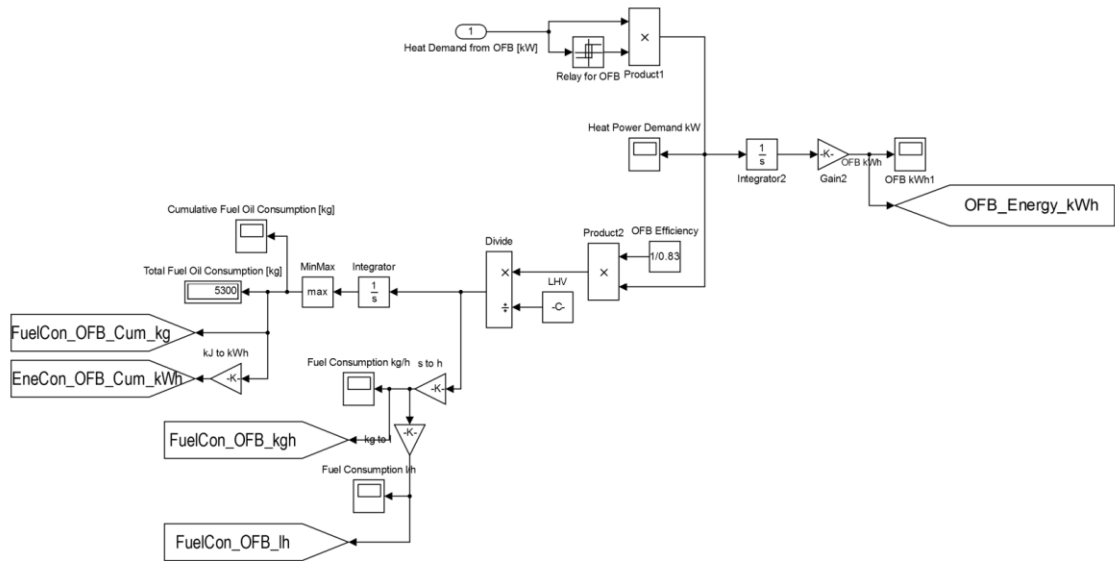 1
Heat Demand from OFB [kW]
Relay for OFB
×
Product1
Heat Power Demand kW
1
s
Integrator2
-K-
Gain2
OFB kWh
OFB kWh1
OFB_Energy_kWh
Cumulative Fuel Oil Consumption [kg]
Product2
OFB Efficiency
1/0.83
×
Divide
×
÷
LHV
-C-
Total Fuel Oil Consumption [kg]
5300
MinMax
max
Integrator
1
s
FuelCon_OFB_Cum_kg
kJ to kWh
-K-
EneCon_OFB_Cum_kWh
Fuel Consumption kg/h
s to h
-K-
FuelCon_OFB_kgh
kg to l
-K-
Fuel Consumption l/h
FuelCon_OFB_lh